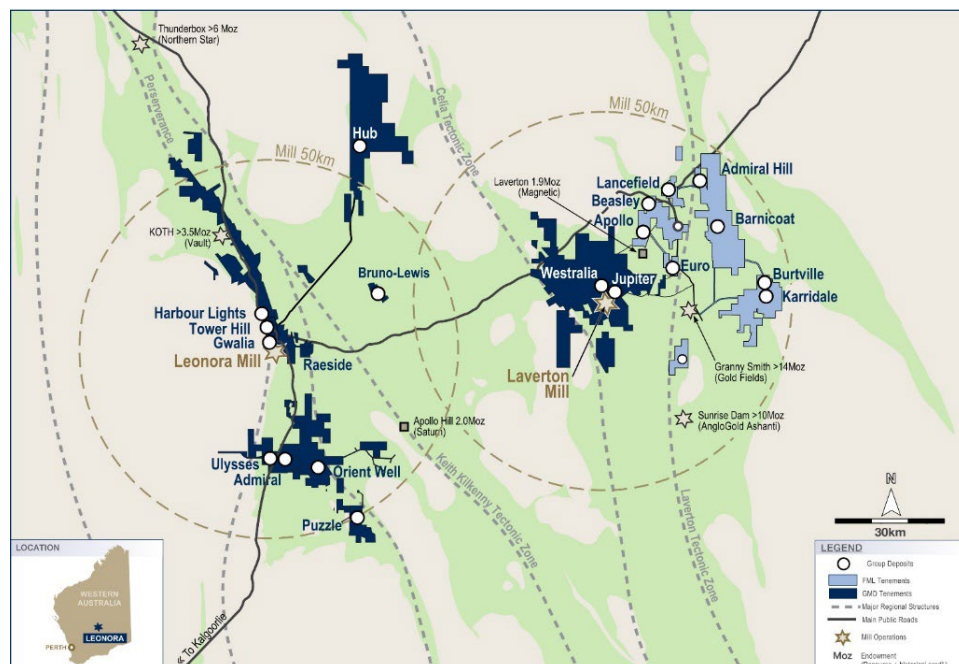 Thunderbox >6 Moz
(Northern Star)
Perseverance
Mill 50km
Hub
Celia Tectonic Zone
Mill 50km
Laverton 1.9Moz
(Magnetic)
Lancefield
Admiral Hill
Beasley
Apollo
Barnicoat
KOTH >3.5Moz
(Vault)
Bruno-Lewis
Westralia
Jupiter
Euro
Burtville
Karridale
Harbour Lights
Tower Hill
Gwalia
Leonora Mill
Raeside
Laverton
Mill
Granny Smith >14Moz
(Gold Fields)
Apollo Hill 2.0Moz
(Saturn)
Sunrise Dam >10Moz
(AngloGold Ashanti)
Ulysses
Admiral
Orient Well
Keith Kilkenny Tectonic Zone
Laverton Tectonic Zone
Puzzle
N
30km
To Kalgoorlie
LOCATION
WESTERN
AUSTRALIA
LEONORA
PERTH
LEGEND
Group Deposits
FML Tenements
GMD Tenements
Major Regional Structures
Main Public Roads
Mill Operations
Moz Endowment